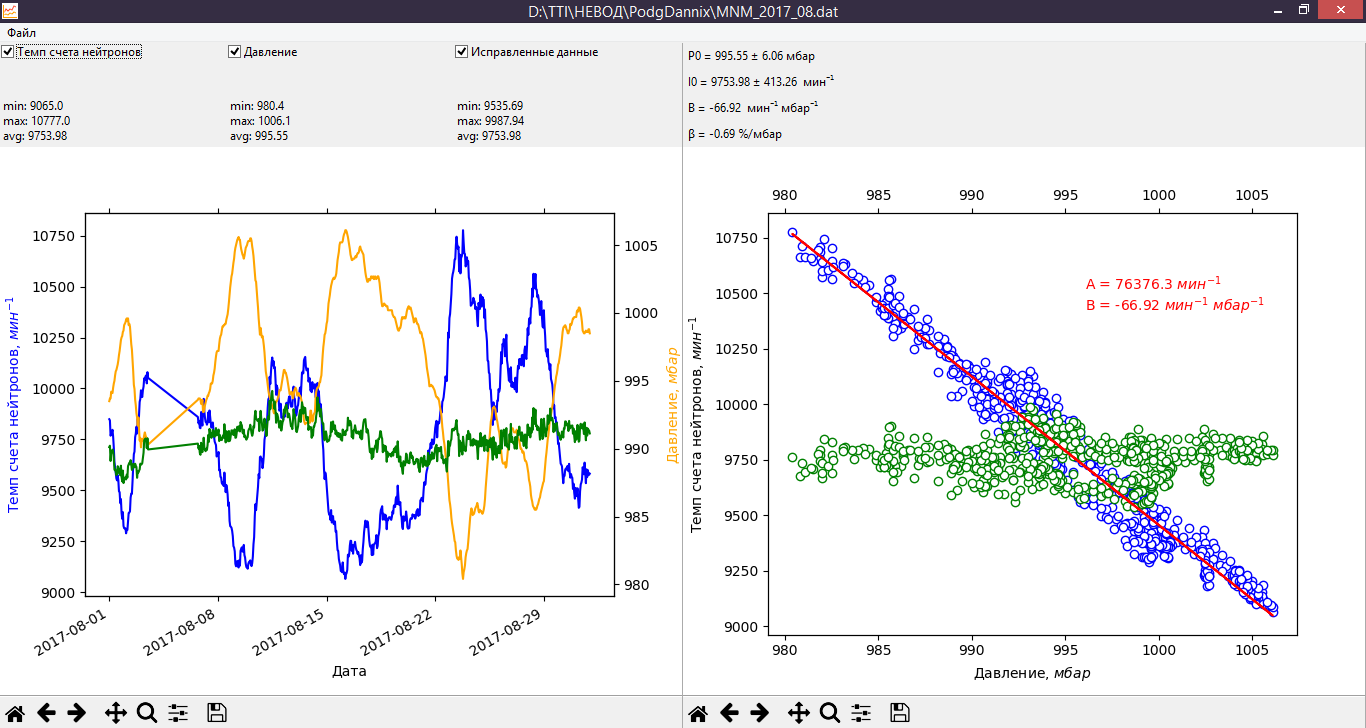 D:\TTI\НЕВОД\PodgDannix\MNM_2017_08.dat
Файл
Темп счета нейтронов
Давление
Исправленные данные
min: 9065.0
max: 10777.0
avg: 9753.98
min: 980.4
max: 1006.1
avg: 995.55
min: 9535.69
max: 9987.94
avg: 9753.98
P0 = 995.55 ± 6.06 мбар
I0 = 9753.98 ± 413.26 мин⁻¹
B = -66.92 мин⁻¹ мбар⁻¹
β = -0.69 %/мбар
Темп счета нейтронов, мин⁻¹
10750
10500
10250
10000
9750
9500
9250
9000
1005
1000
995
990
985
980
Давление, мбар
2017-08-01
2017-08-08
2017-08-15
2017-08-22
2017-08-29
Дата
980 985 990 995 1000 1005
Темп счета нейтронов, мин⁻¹
10750
10500
10250
10000
9750
9500
9250
9000
A = 76376.3 мин⁻¹
B = -66.92 мин⁻¹ мбар⁻¹
980 985 990 995 1000 1005
Давление, мбар